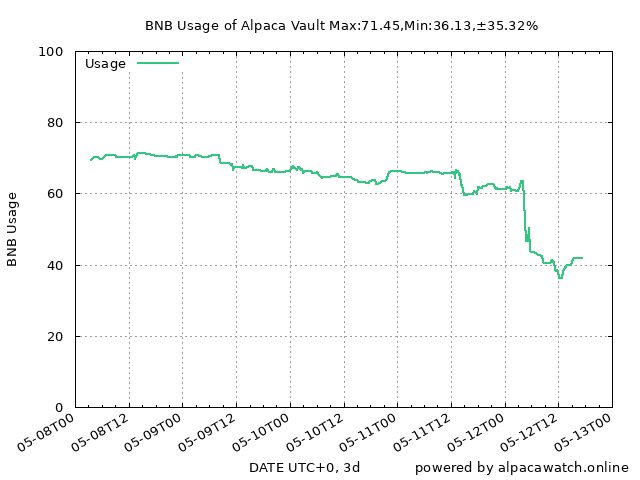 BNB Usage of Alpaca Vault Max:71.45,Min:36.13,±35.32%
100
Usage
80
60
40
20
0
BNB Usage
05-08T00
05-08T12
05-09T00
05-09T12
05-10T00
05-10T12
05-11T00
05-11T12
05-12T00
05-12T12
05-13T00
DATE UTC+0, 3d
powered by alpacawatch.online